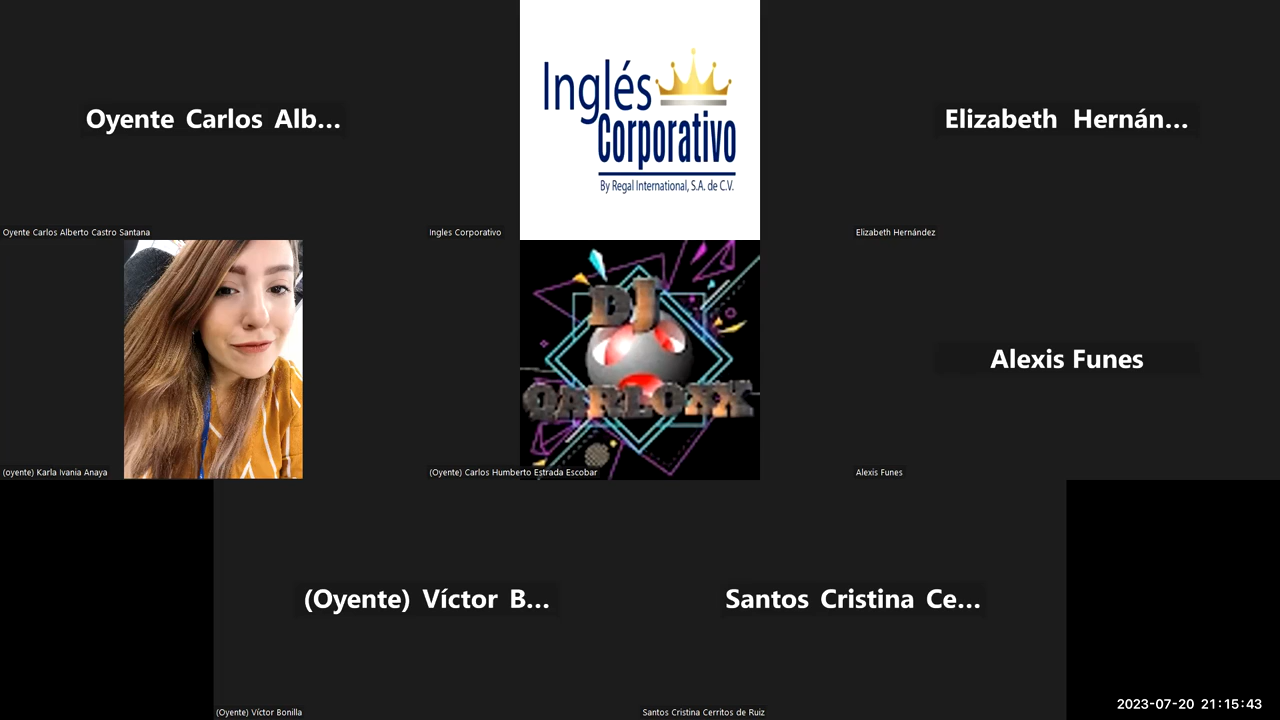 Oyente Carlos Alb...
Inglés
Corporativo
By Regal International, S.A. de C.V.
Elizabeth Hernán...
Oyente Carlos Alberto Castro Santana
Ingles Corporativo
Elizabeth Hernández
DJ
QARLOXX
Alexis Funes
(oyente) Karla Ivania Anaya
(Oyente) Carlos Humberto Estrada Escobar
Alexis Funes
(Oyente) Víctor B...
Santos Cristina Ce...
(Oyente) Víctor Bonilla
Santos Cristina Cerritos de Ruiz
2023-07-20 21:15:43